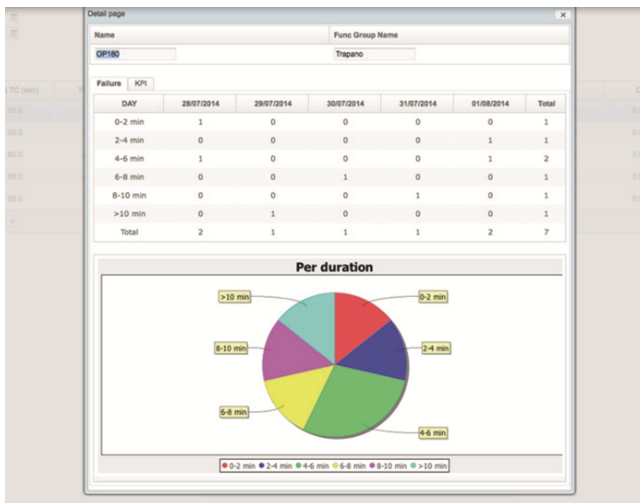 Detail page
Name Func Group Name
OP180 Trapano
Failure KPI
DAY 28/07/2014 29/07/2014 30/07/2014 31/07/2014 01/08/2014 Total
0-2 min 1 0 0 0 0 1
2-4 min 0 0 0 0 1 1
4-6 min 1 0 0 0 1 2
6-8 min 0 0 1 0 0 1
8-10 min 0 0 0 1 0 1
>10 min 0 1 0 0 0 1
Total 2 1 1 1 2 7
Per duration
>10 min 0-2 min
8-10 min 2-4 min
6-8 min
4-6 min
0-2 min 2-4 min 4-6 min 6-8 min 8-10 min >10 min